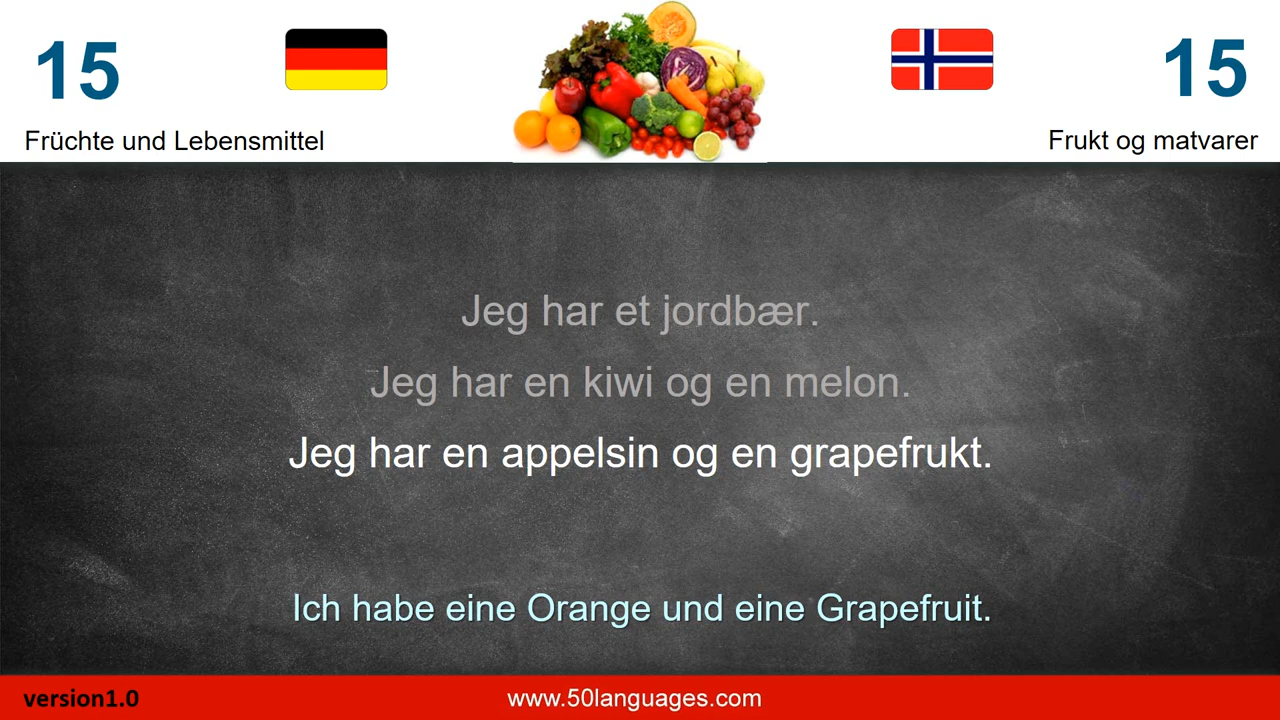 15
15
Früchte und Lebensmittel
Frukt og matvarer
Jeg har et jordbær.
Jeg har en kiwi og en melon.
Jeg har en appelsin og en grapefrukt.
Ich habe eine Orange und eine Grapefruit.
version1.0
www.50languages.com